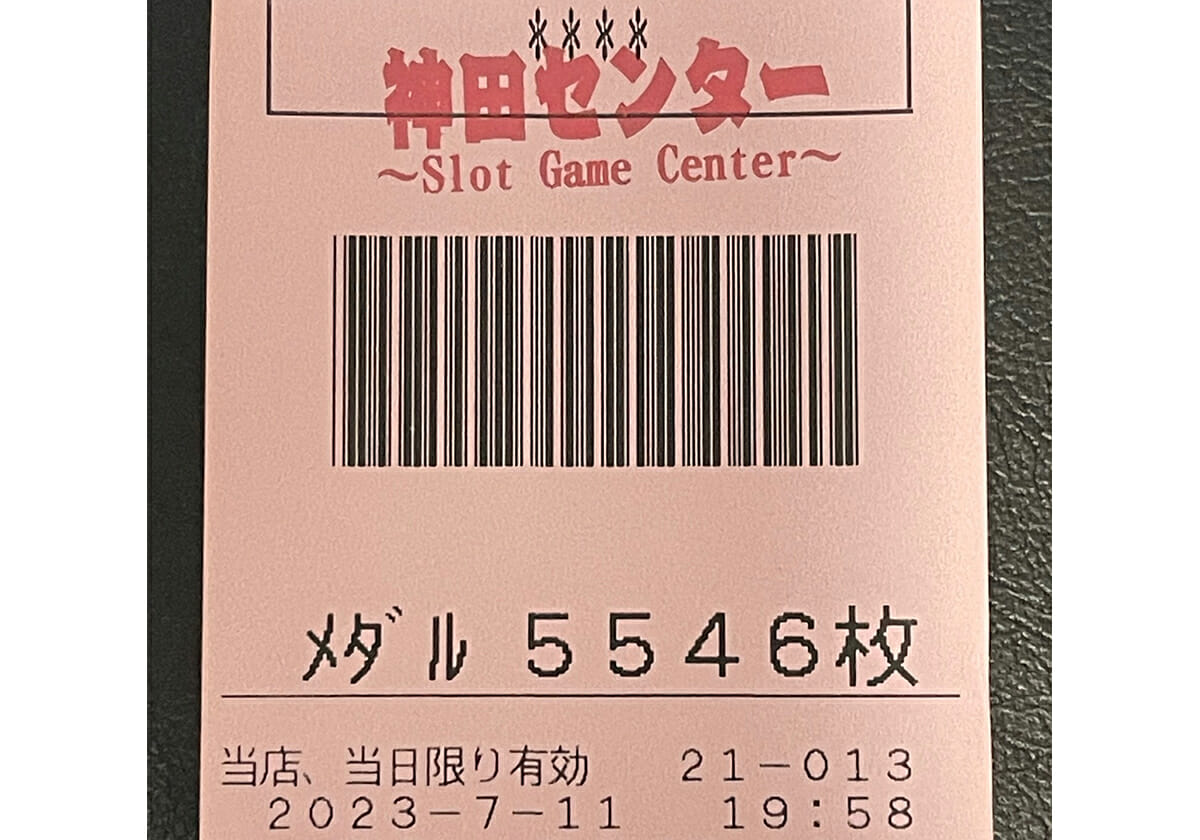 ****
神田センター
～Slot Game Center～
ﾒﾀﾞﾙ 5546枚
当店、当日限り有効 21-013
2023-7-11 19:58